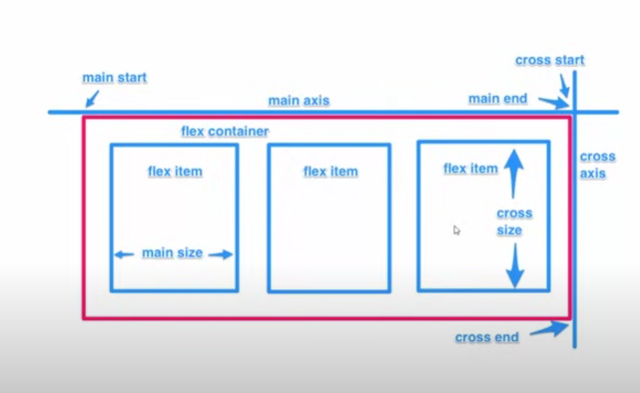 cross start
main start
main axis
main end
flex container
cross
axis
flex item
flex item
flex item
cross
size
main size
cross end